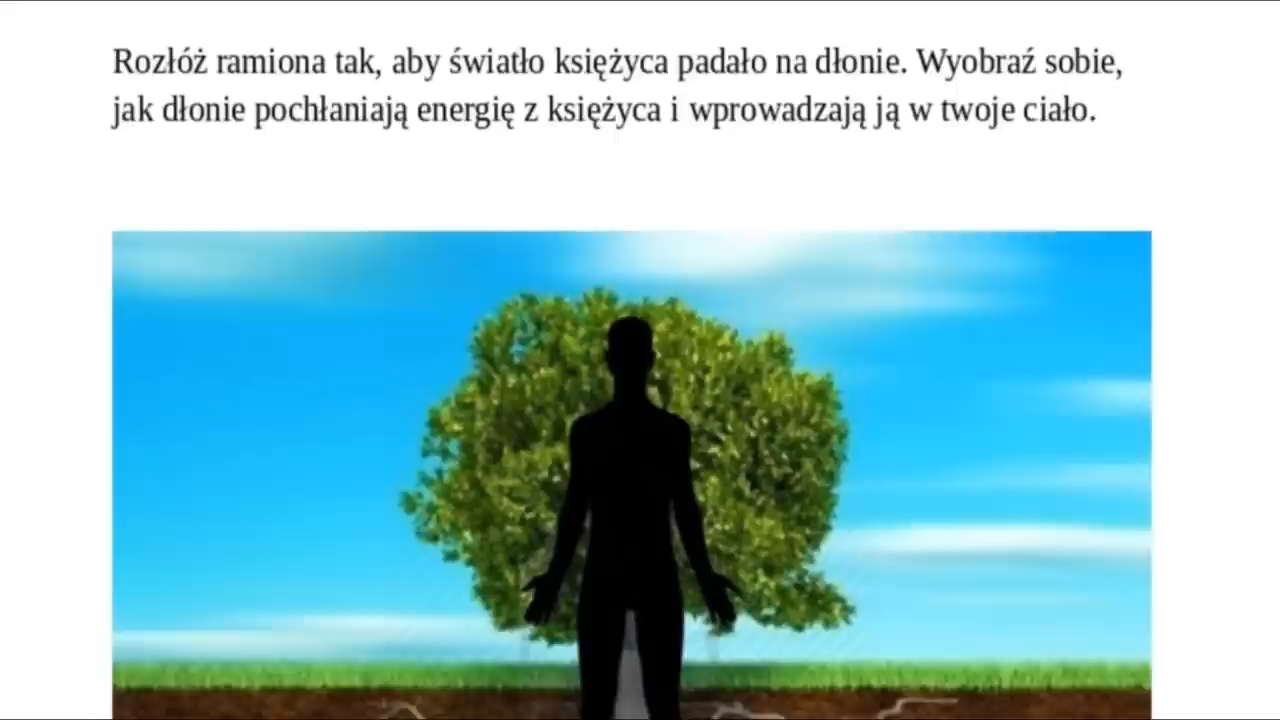 Rozłóż ramiona tak, aby światło księżyca padało na dłonie. Wyobraź sobie,
jak dłonie pochłaniają energię z księżyca i wprowadzają ją w twoje ciało.